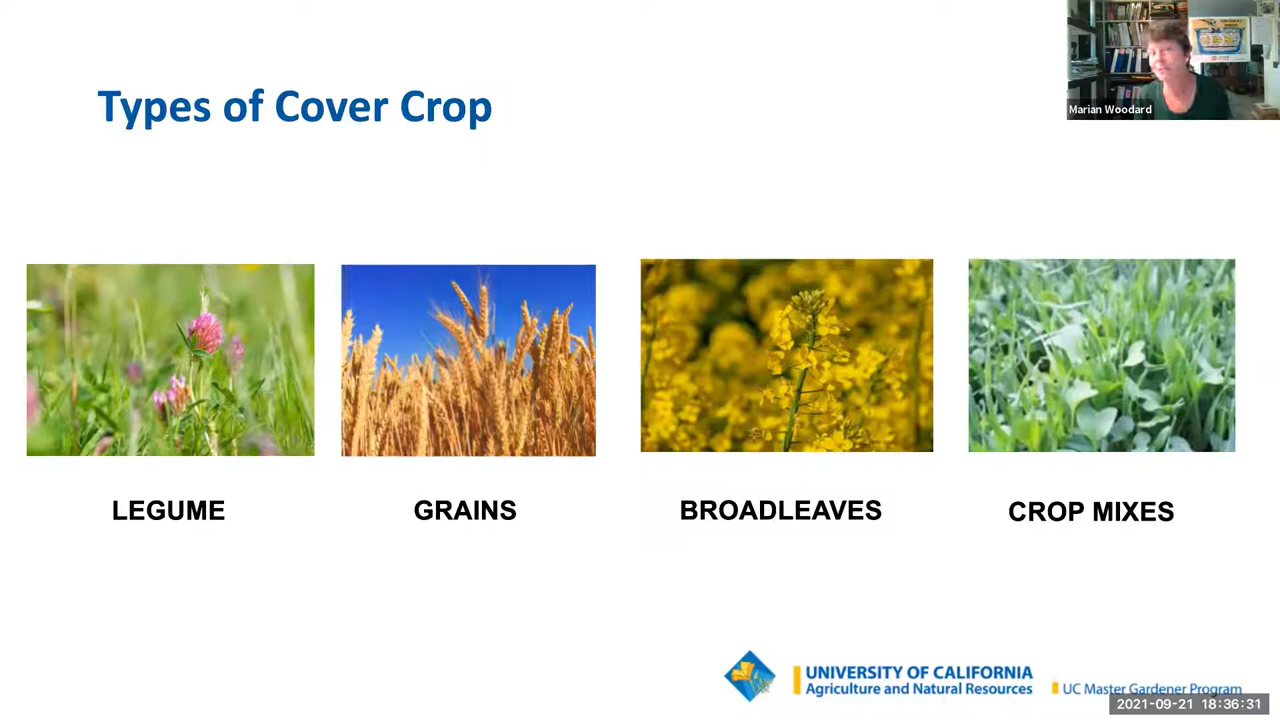 Types of Cover Crop
Marian Woodard
LEGUME
GRAINS
BROADLEAVES
CROP MIXES
UNIVERSITY OF CALIFORNIA
Agriculture and Natural Resources
UC Master Gardener Program
2021-09-21 18:36:31